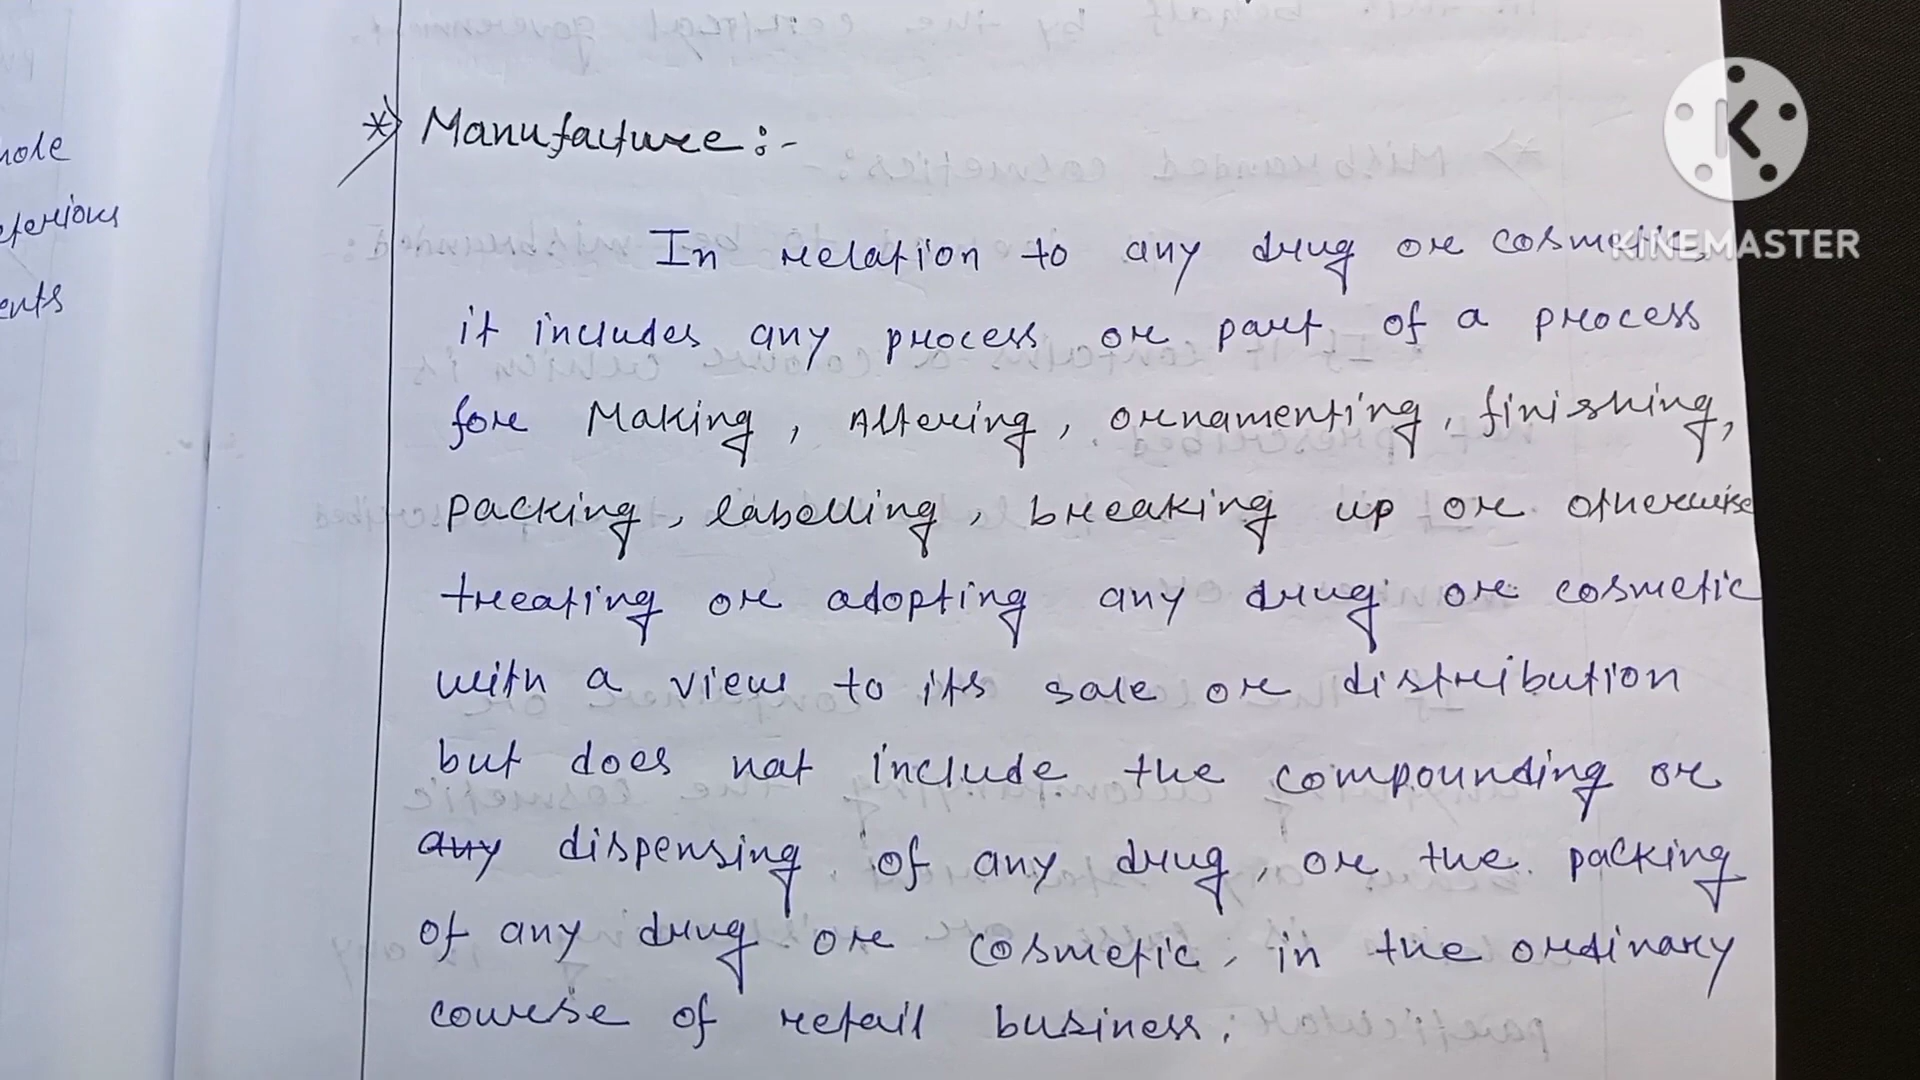 * Manufacture:-
In relation to any drug or cosmetic,
it includes any process or part of a process
for Making, Altering, ornamenting, finishing,
packing, labelling, breaking up or otherwise
treating or adopting any drug or cosmetic
with a view to its sale or distribution
but does not include the compounding or
any dispensing of any drug, or the packing
of any drug or cosmetic, in the ordinary
course of retail business;
KINEMASTER
ents